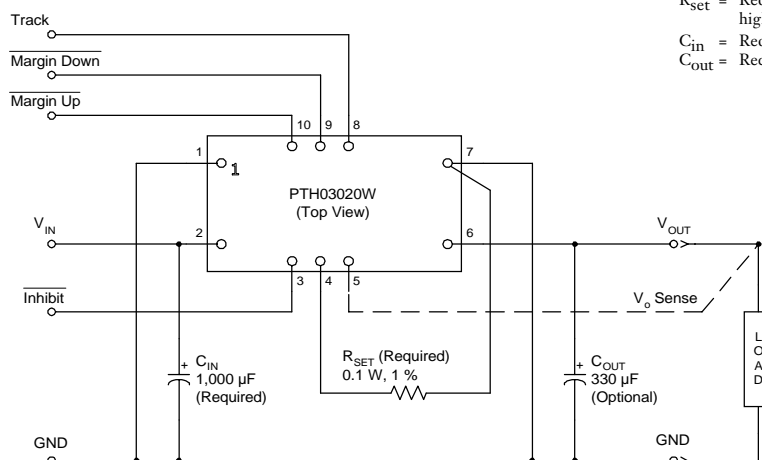 Track
Margin Down
Margin Up
R_set =
C_in =
C_out =
10 9 8
1
1
7
PTH03020W
(Top View)
V_IN
2
6
V_OUT
3 4 5
Inhibit
V_o Sense
L
O
A
D
+ C_IN
1,000 µF
(Required)
R_SET (Required)
0.1 W, 1 %
+ C_OUT
330 µF
(Optional)
GND
GND